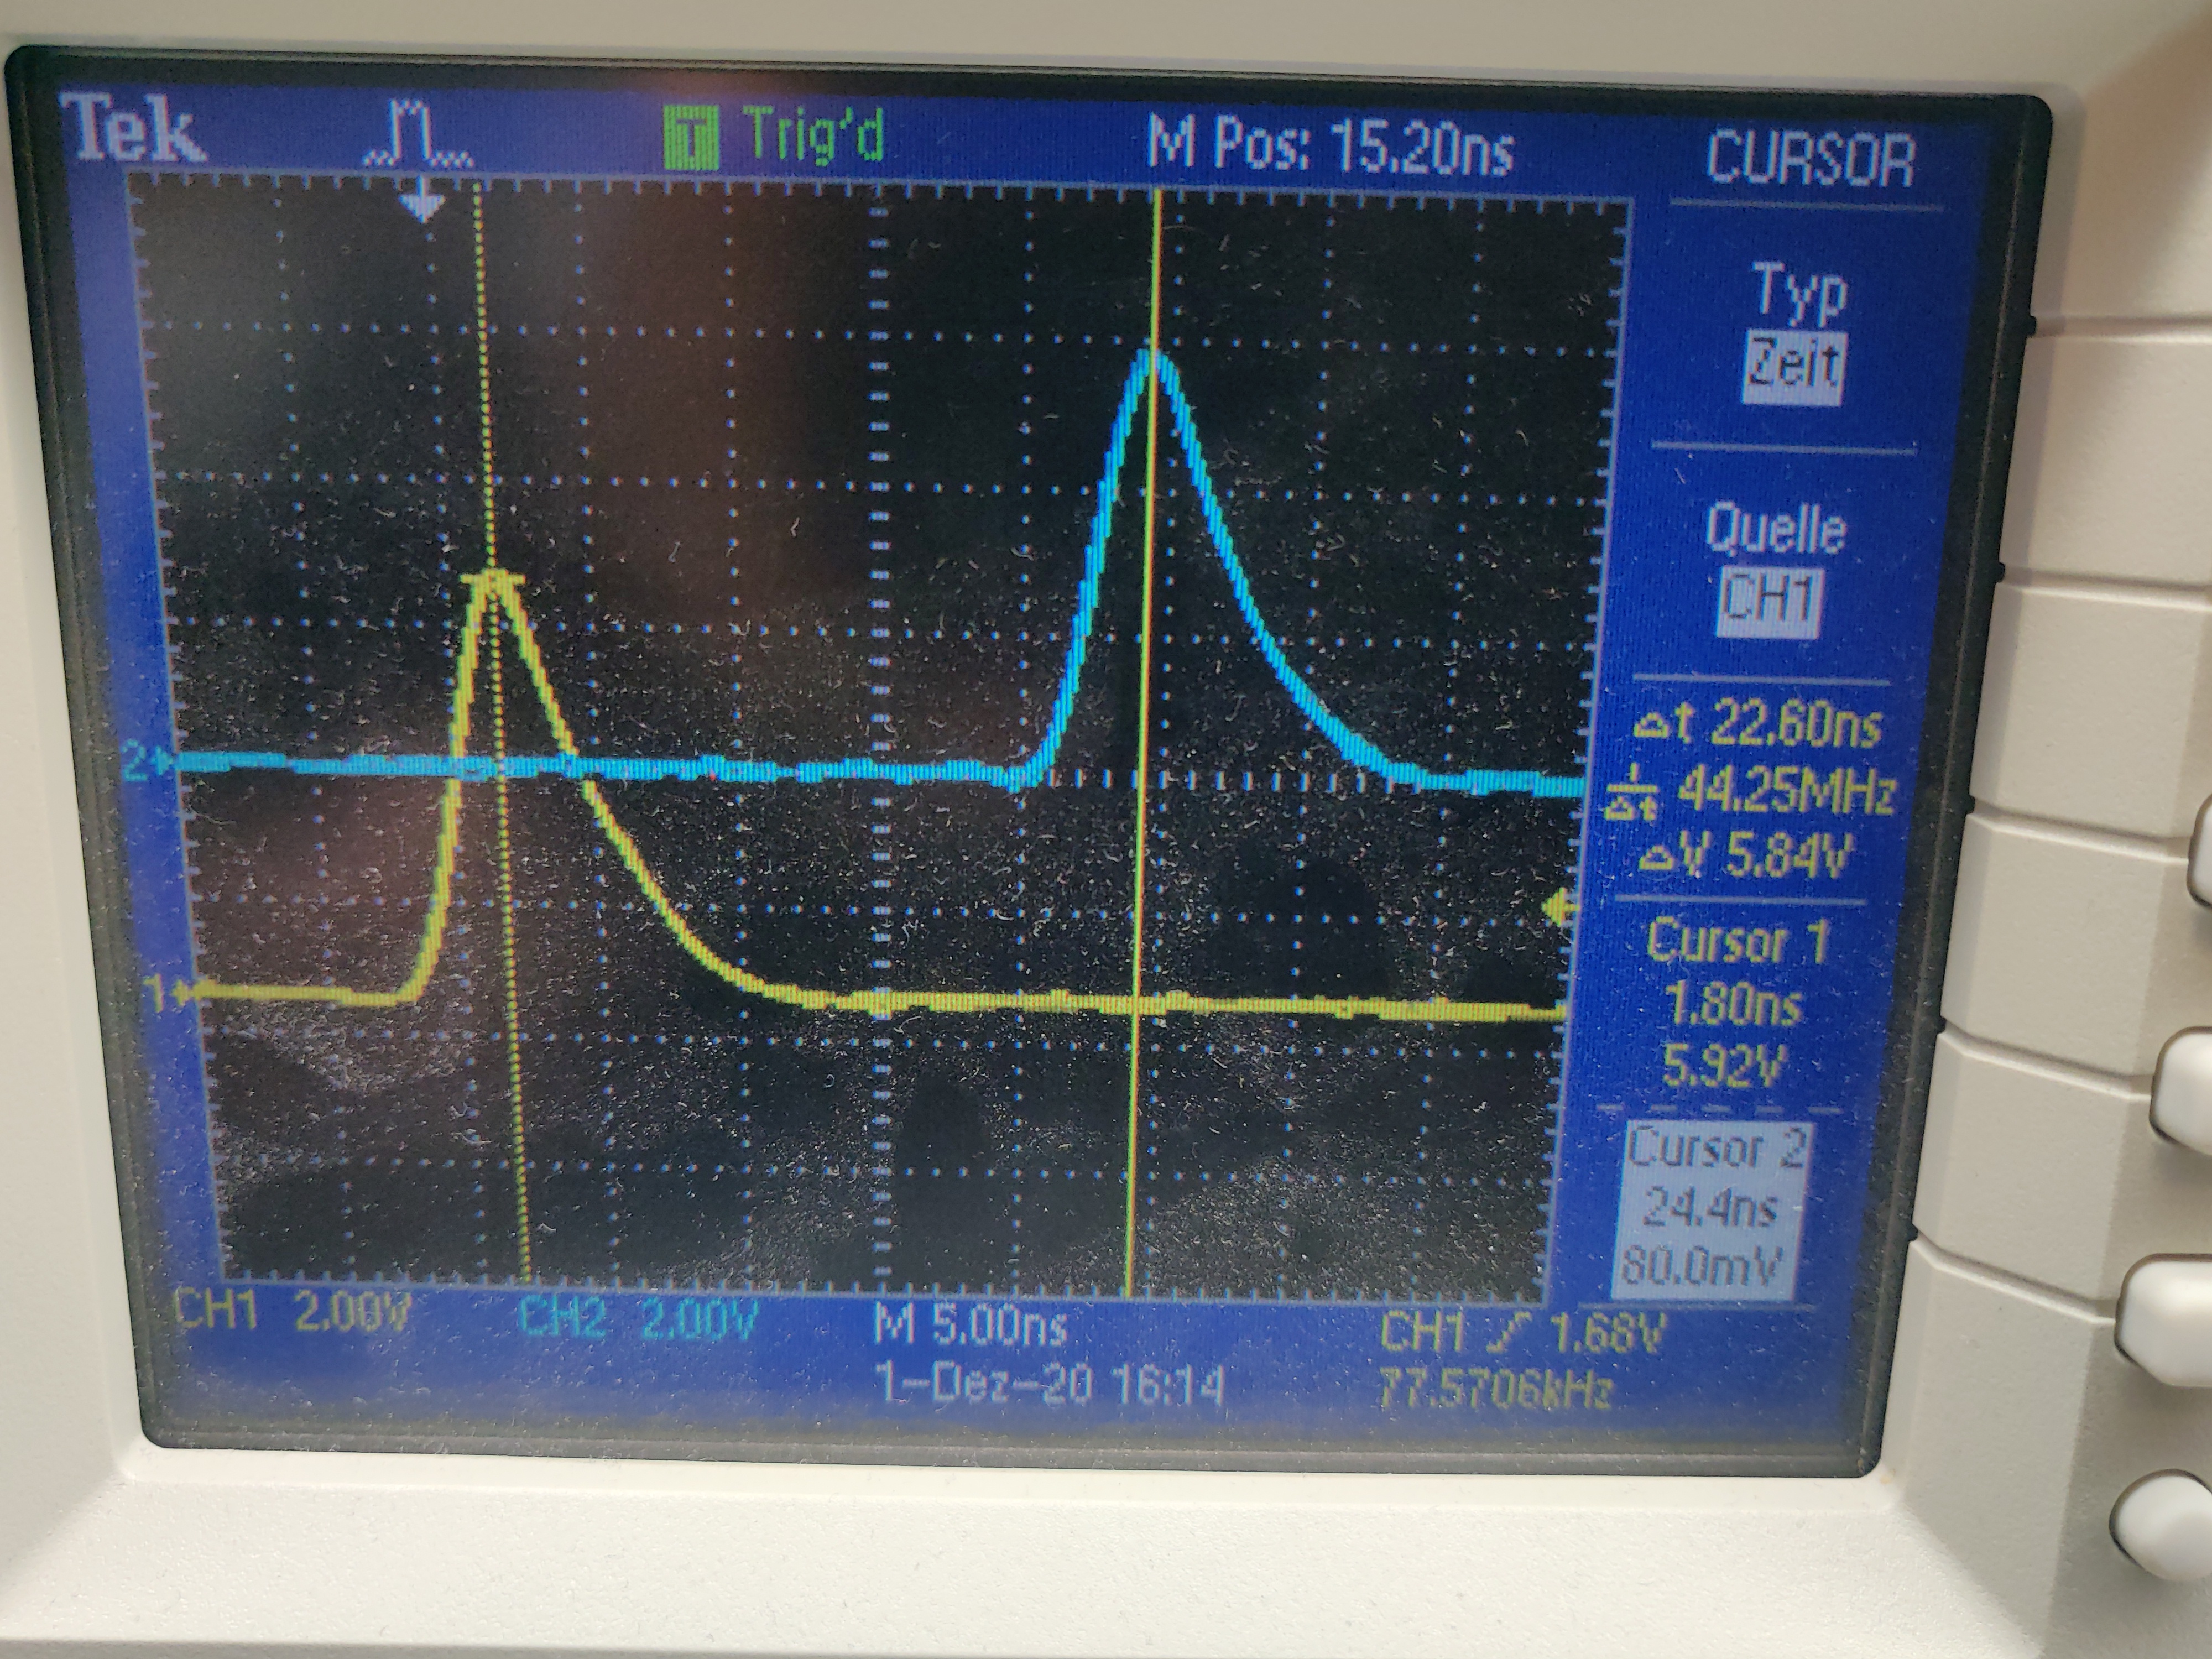 Tek
T Trig'd
M Pos: 15.20ns
CURSOR
Typ
Zeit
Quelle
CH1
Δt 22.60ns
1/Δt 44.25MHz
ΔV 5.84V
Cursor 1
1.80ns
5.92V
Cursor 2
24.4ns
80.0mV
2
1
CH1 2.00V
CH2 2.00V
M 5.00ns
CH1 1.68V
1-Dez-20 16:14
77.5706kHz